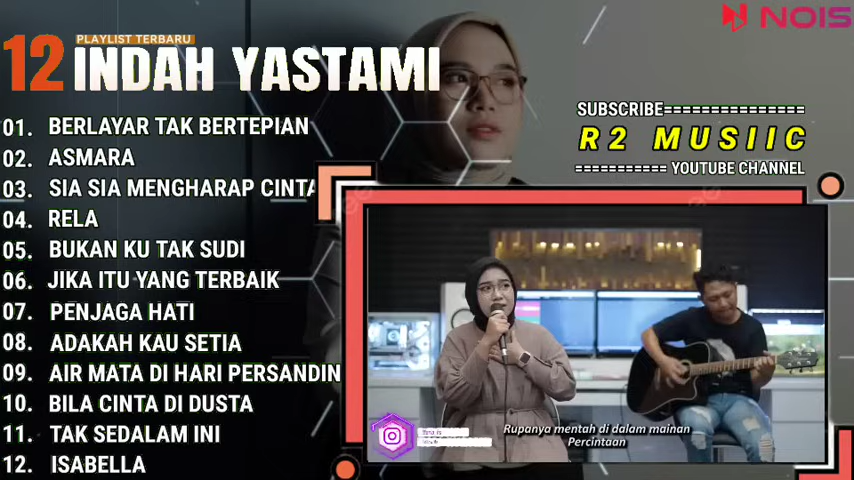 NOIS
PLAYLIST TERBARU
12 INDAH YASTAMI
01. BERLAYAR TAK BERTEPIAN
02. ASMARA
03. SIA SIA MENGHARAP CINTA
04. RELA
05. BUKAN KU TAK SUDI
06. JIKA ITU YANG TERBAIK
07. PENJAGA HATI
08. ADAKAH KAU SETIA
09. AIR MATA DI HARI PERSANDIN
10. BILA CINTA DI DUSTA
11. TAK SEDALAM INI
12. ISABELLA
SUBSCRIBE===============
R2 MUSIIC
=========== YOUTUBE CHANNEL
Rupanya mentah di dalam mainan
Percintaan